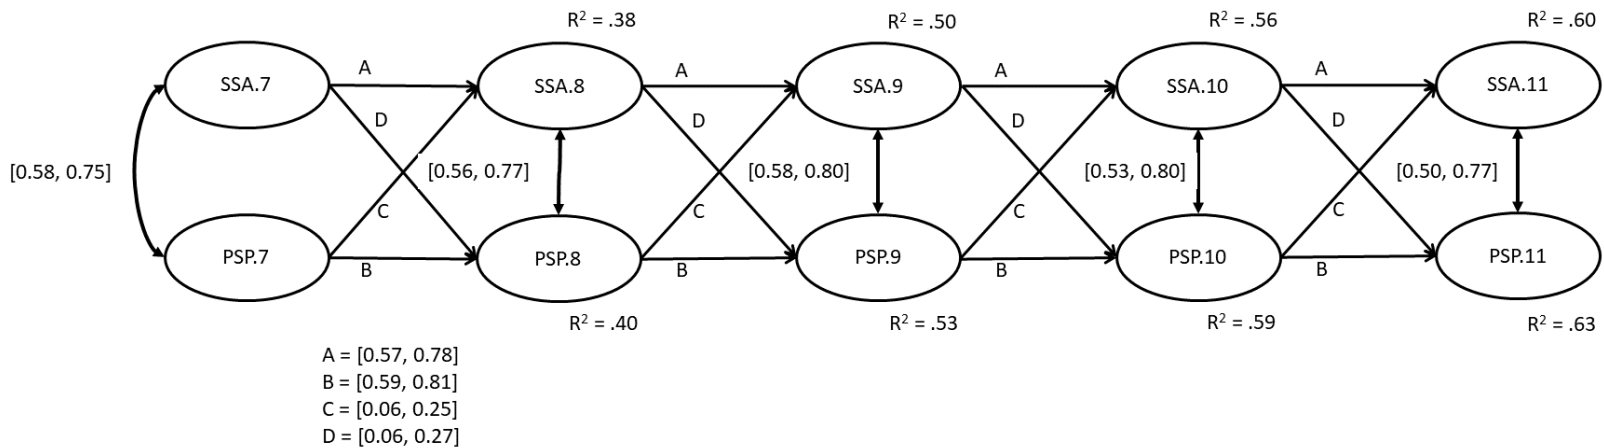 R² = .38
R² = .50
R² = .56
R² = .60
SSA.7
A
SSA.8
A
SSA.9
A
SSA.10
A
SSA.11
D
D
D
D
[0.58, 0.75]
[0.56, 0.77]
[0.58, 0.80]
[0.53, 0.80]
[0.50, 0.77]
C
C
C
C
PSP.7
B
PSP.8
B
PSP.9
B
PSP.10
B
PSP.11
R² = .40
R² = .53
R² = .59
R² = .63
A = [0.57, 0.78]
B = [0.59, 0.81]
C = [0.06, 0.25]
D = [0.06, 0.27]